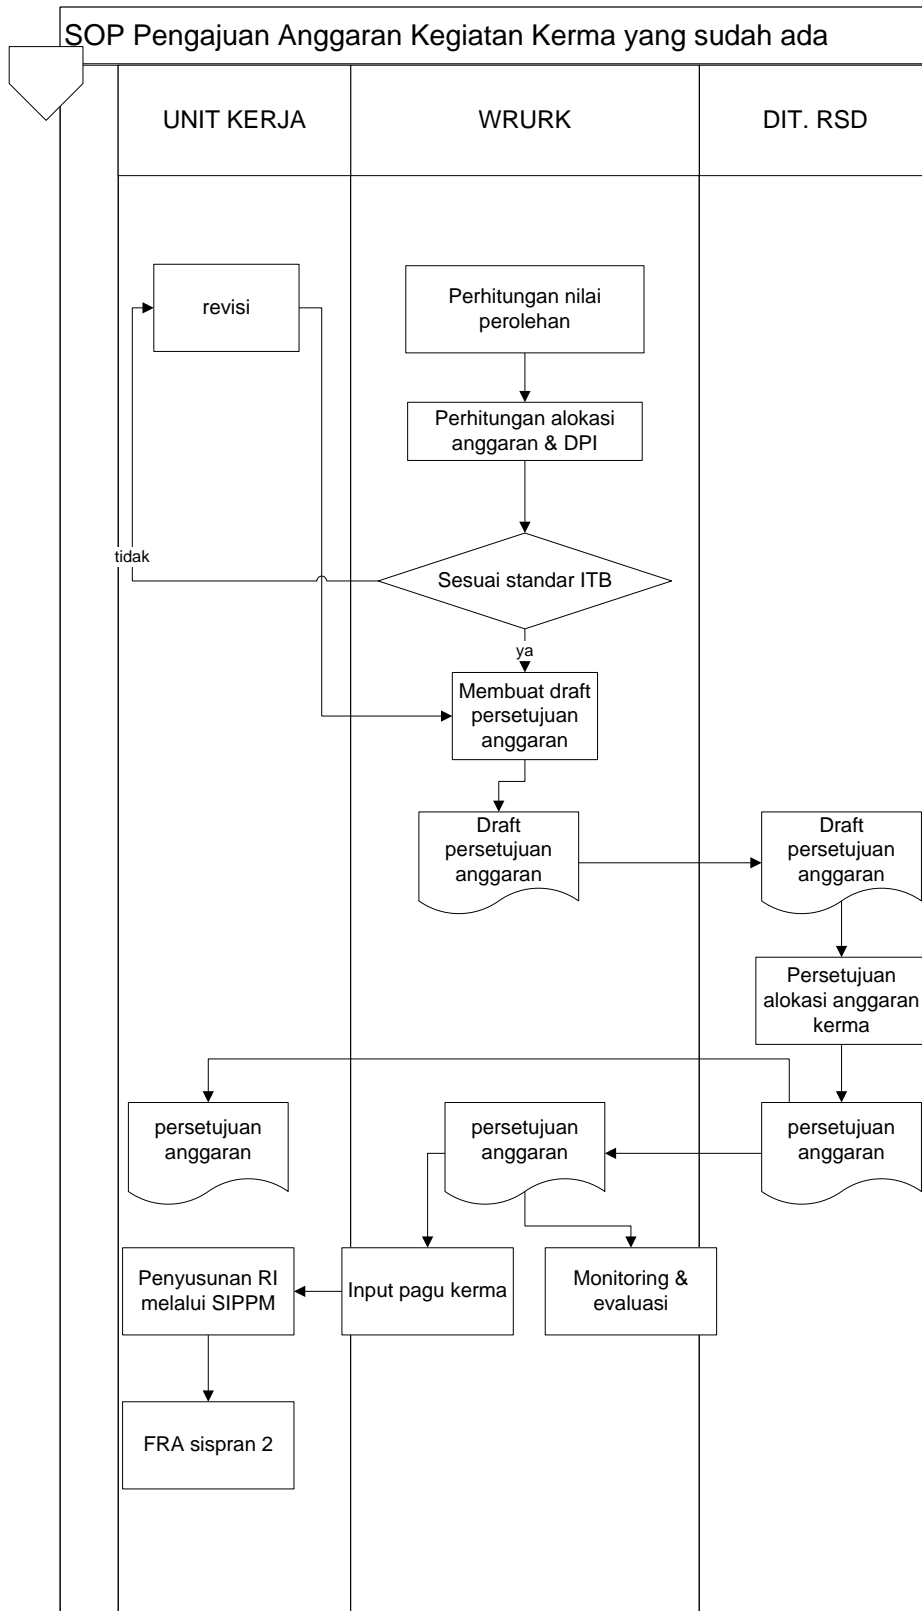 SOP Pengajuan Anggaran Kegiatan Kerma yang sudah ada
UNIT KERJA
WRURK
DIT. RSD
revisi
Perhitungan nilai
perolehan
Perhitungan alokasi
anggaran & DPI
tidak
Sesuai standar ITB
ya
Membuat draft
persetujuan
anggaran
Draft
persetujuan
anggaran
Draft
persetujuan
anggaran
Persetujuan
alokasi anggaran
kerma
persetujuan
anggaran
persetujuan
anggaran
persetujuan
anggaran
Penyusunan RI
melalui SIPPM
Input pagu kerma
Monitoring &
evaluasi
FRA sispran 2